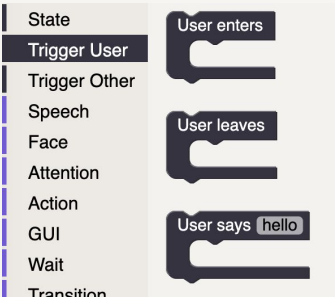 State
Trigger User
Trigger Other
Speech
Face
Attention
Action
GUI
Wait
Transition
User enters
User leaves
User says hello